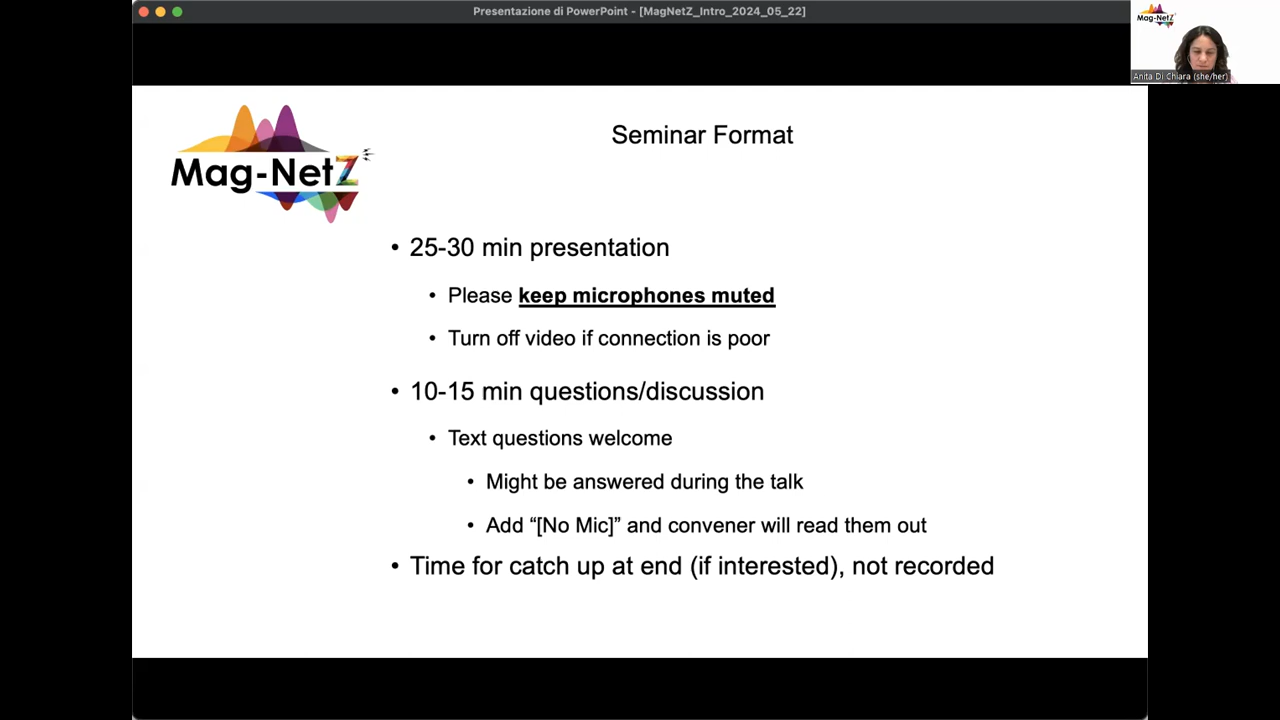 Presentazione di PowerPoint - [MagNetZ_Intro_2024_05_22]
Mag-NetZ
Anita Di Chiara (she/her)
Mag-NetZ
Seminar Format
• 25-30 min presentation
• Please keep microphones muted
• Turn off video if connection is poor
• 10-15 min questions/discussion
• Text questions welcome
• Might be answered during the talk
• Add “[No Mic]” and convener will read them out
• Time for catch up at end (if interested), not recorded